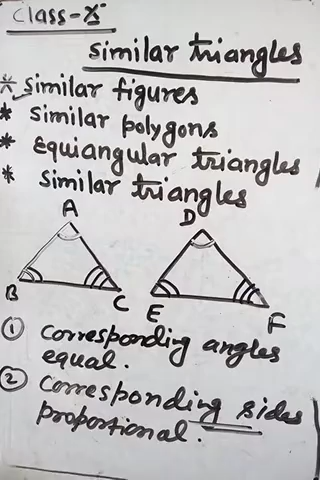 Class-X
Similar triangles
* Similar figures
* Similar polygons
* Equiangular triangles
* Similar triangles
A D
B C E F
① Corresponding angles
equal.
② Corresponding sides
proportional.